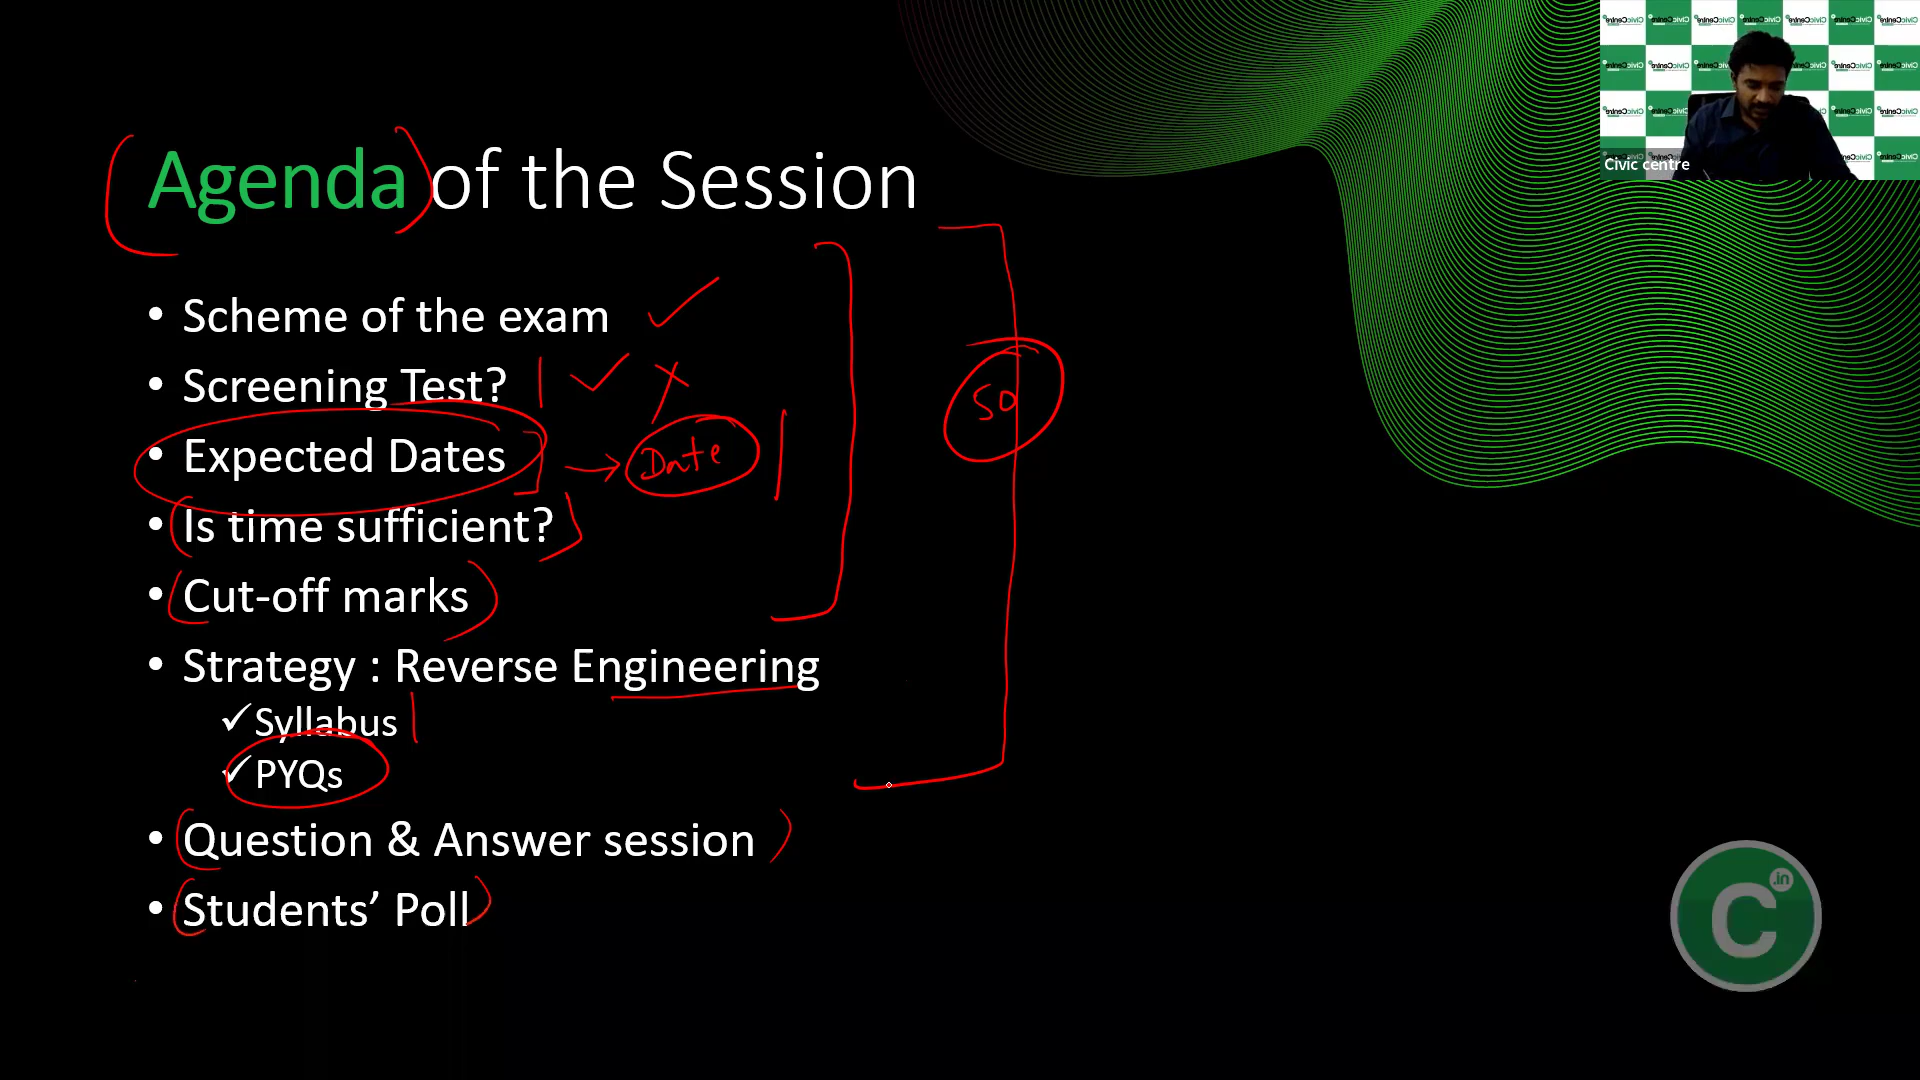 Agenda of the Session
• Scheme of the exam
• Screening Test?
• Expected Dates
Date
• Is time sufficient?
• Cut-off marks
• Strategy : Reverse Engineering
✓Syllabus
✓PYQs
• Question & Answer session
• Students’ Poll
50
Civic centre
C.in